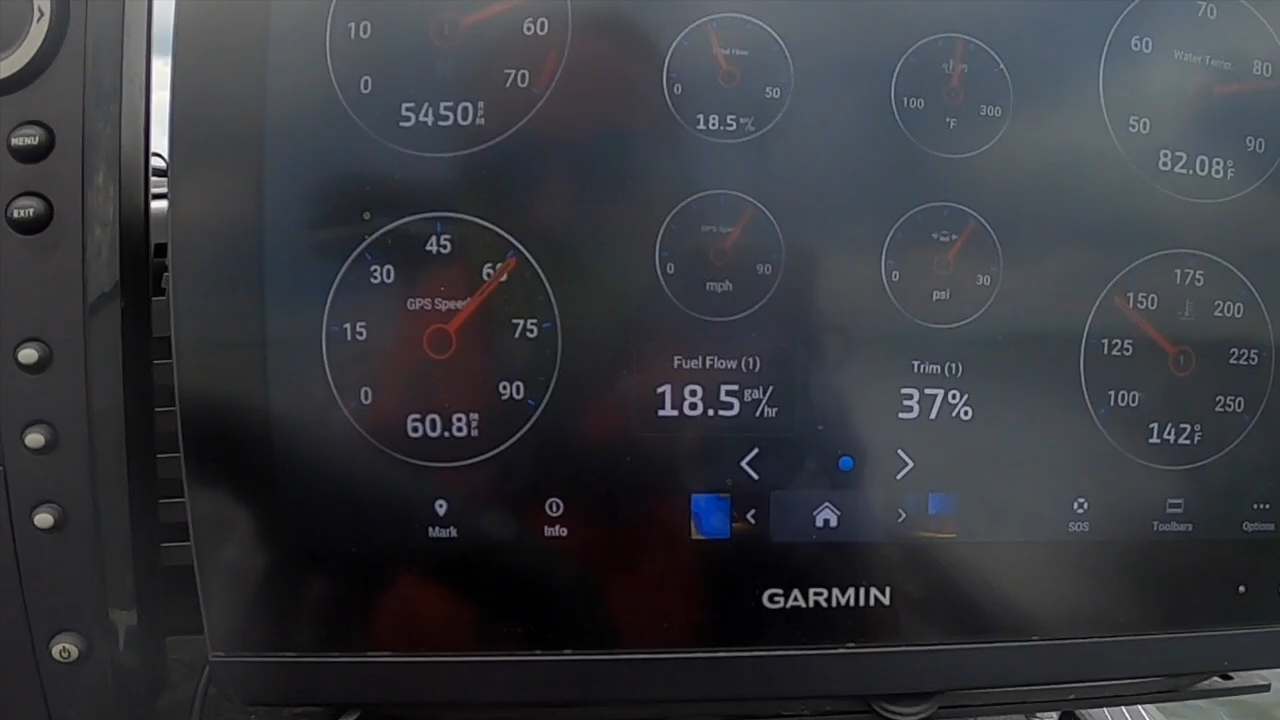 10 60
0 70
5450 RPM
Fuel Flow
0 50
18.5
100 300
°F
70
60 80
Water Temp.
50 90
82.08°F
MENU
EXIT
45
30 60
GPS Speed
15 75
0 90
60.8
GPS Speed
0 90
mph
0 30
psi
175
150 200
125 225
1
100 250
142°F
Fuel Flow (1)
18.5 gal/hr
Trim (1)
37%
Mark
Info
SOS
Toolbars
Options
GARMIN